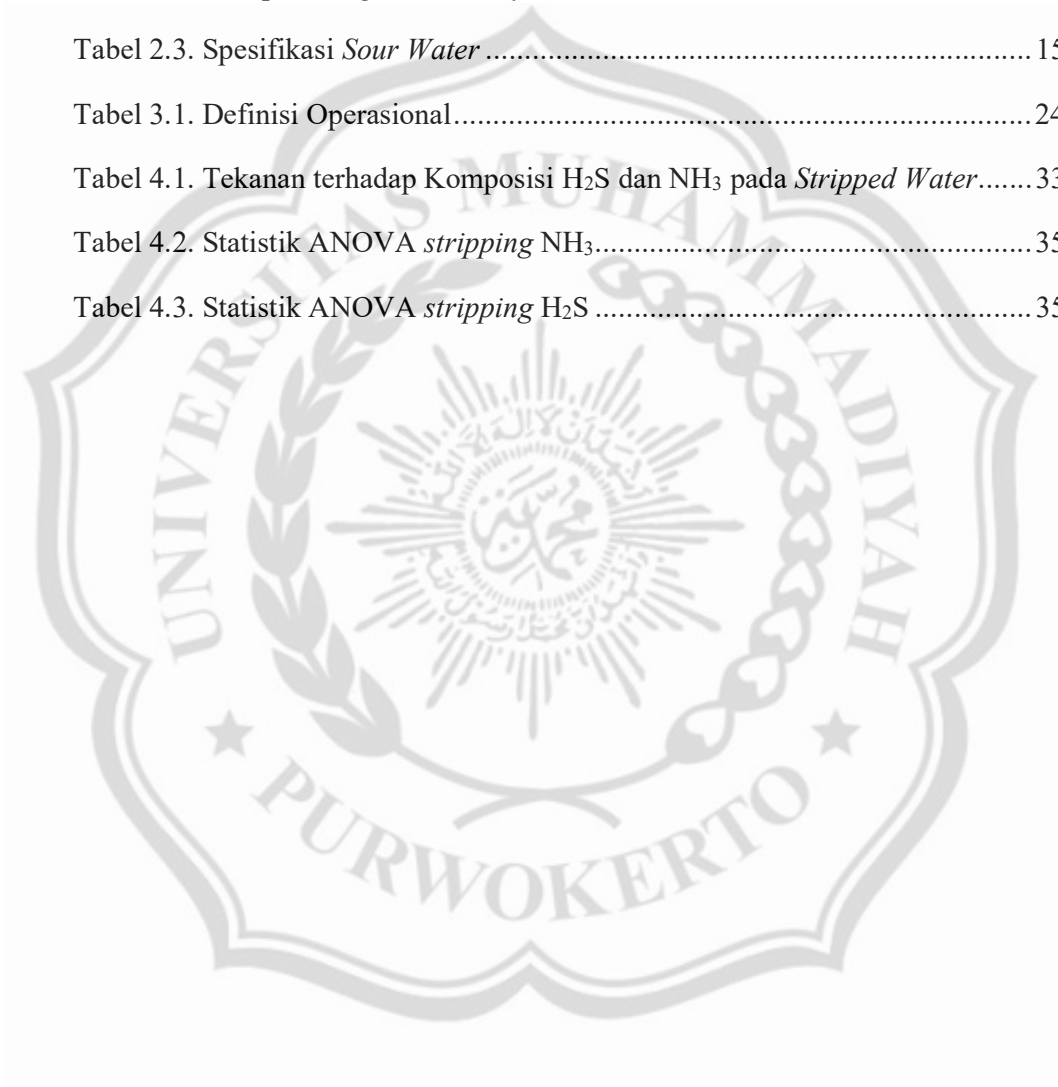 Tabel 2.3. Spesifikasi Sour Water ........................................................................ 15
Tabel 3.1. Definisi Operasional............................................................................ 24
Tabel 4.1. Tekanan terhadap Komposisi H₂S dan NH₃ pada Stripped Water....... 33
Tabel 4.2. Statistik ANOVA stripping NH₃......................................................... 35
Tabel 4.3. Statistik ANOVA stripping H₂S ......................................................... 35
UNIVERSITAS MUHAMMADIYAH
PURWOKERTO